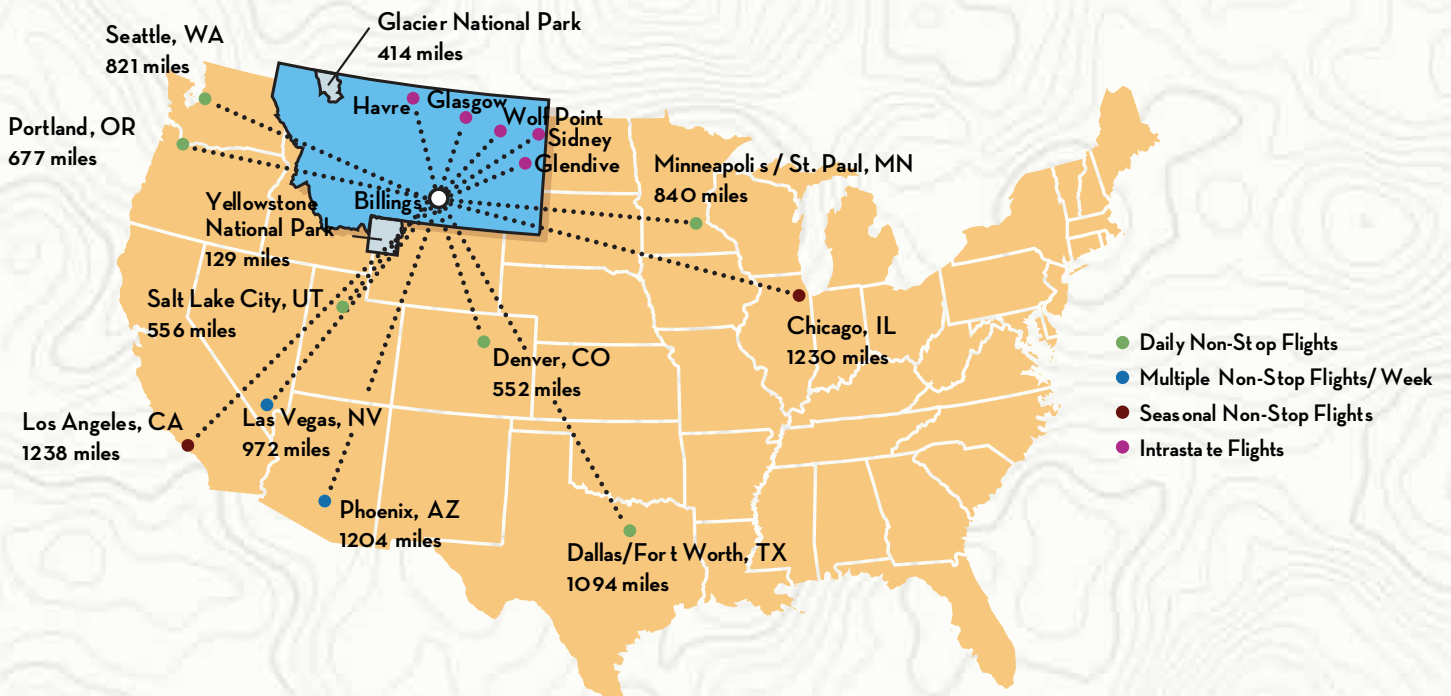 Glacier National Park
414 miles
Seattle, WA
821 miles
Havre
Glasgow
Wolf Point
Sidney
Glendive
Portland, OR
677 miles
Minneapolis / St. Paul, MN
840 miles
Billings
Yellowstone
National Park
129 miles
Salt Lake City, UT
556 miles
Chicago, IL
1230 miles
Denver, CO
552 miles
Los Angeles, CA
1238 miles
Las Vegas, NV
972 miles
Phoenix, AZ
1204 miles
Dallas/Fort Worth, TX
1094 miles
Daily Non-Stop Flights
Multiple Non-Stop Flights/Week
Seasonal Non-Stop Flights
Intrastate Flights